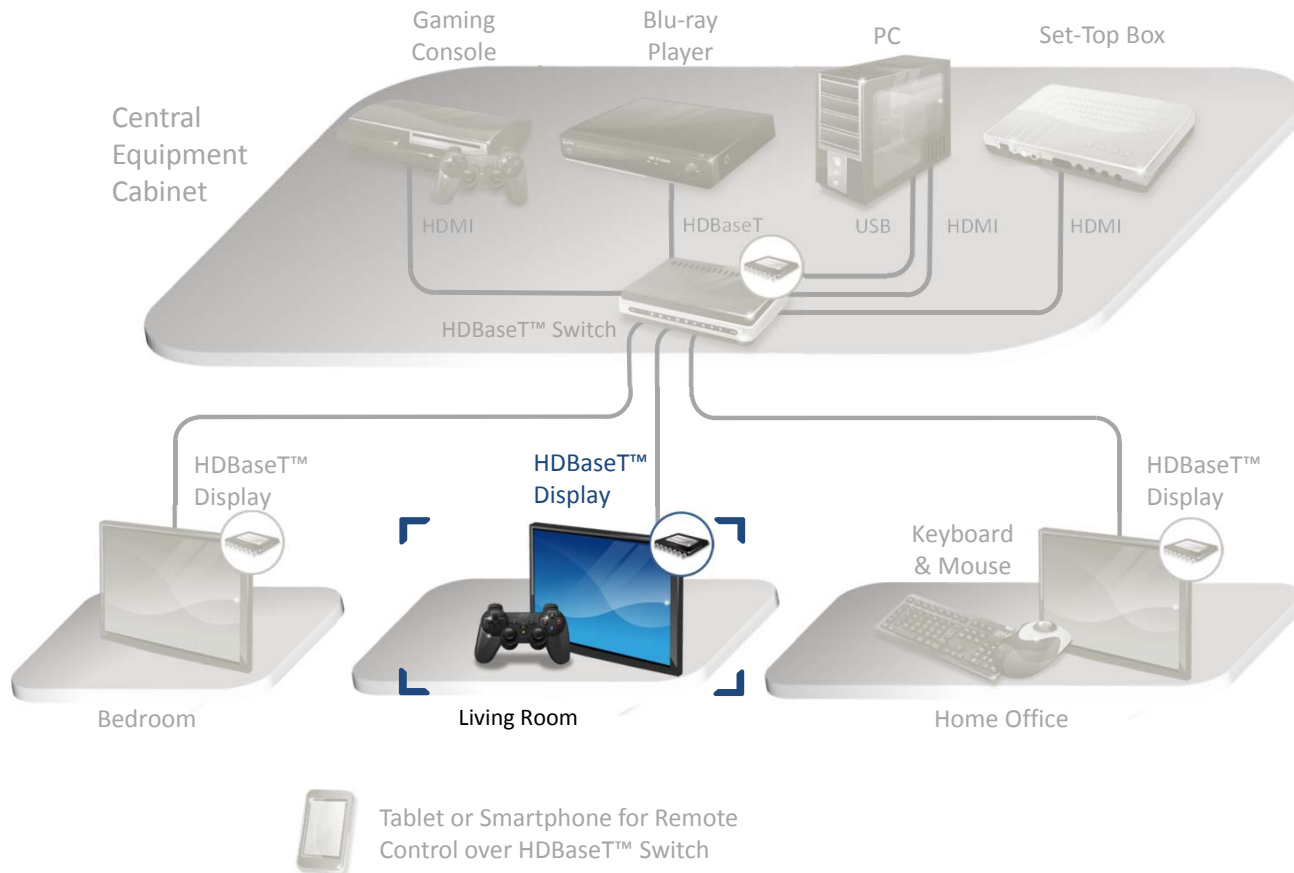 Gaming
Console
Blu-ray
Player
PC
Set-Top Box
Central
Equipment
Cabinet
HDMI
HDBaseT
USB
HDMI
HDMI
HDBaseT™ Switch
HDBaseT™
Display
HDBaseT™
Display
HDBaseT™
Display
Keyboard
& Mouse
Bedroom
Living Room
Home Office
Tablet or Smartphone for Remote
Control over HDBaseT™ Switch